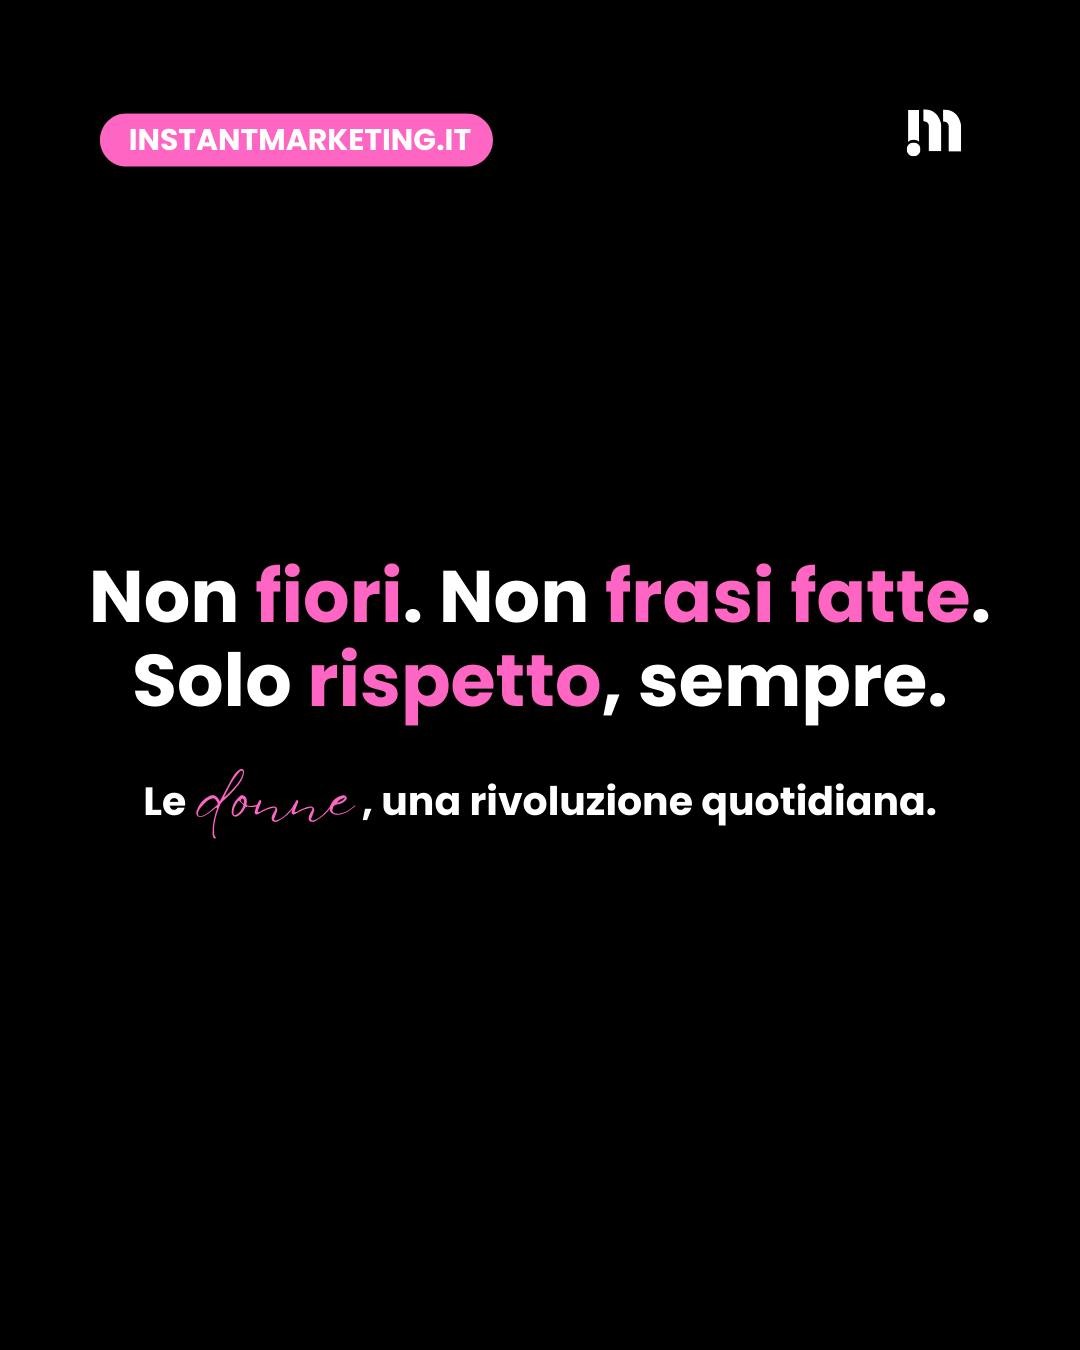 INSTANTMARKETING.IT
Non fiori. Non frasi fatte.
Solo rispetto, sempre.
Le donne, una rivoluzione quotidiana.